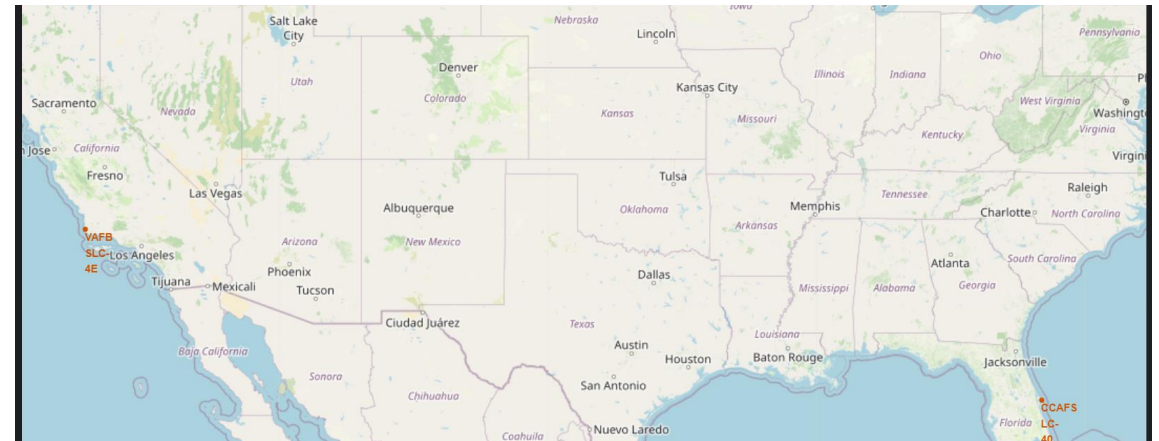 Iowa
Salt Lake
City
Nebraska
Lincoln
Pennsylvania
Denver
Utah
Colorado
Kansas City
Illinois
Indiana
Ohio
Sacramento
Nevada
Kansas
Missouri
West Virginia
Washingt
Virginia
Kentucky
n Jose
California
Fresno
Las Vegas
Tulsa
Virgini
Raleigh
Albuquerque
Oklahoma
Memphis
Tennessee
Charlotte
North Carolina
Arkansas
VAFB
SLC-
4E
Los Angeles
Arizona
New Mexico
Phoenix
Dallas
Atlanta
South Carolina
Tijuana
Mexicali
Tucson
Mississippi
Alabama
Georgia
Ciudad Juárez
Texas
Louisiana
Baja California
Austin
Houston
Baton Rouge
Jacksonville
Sonora
San Antonio
Chihuahua
CCAFS
LC-
40
Florida
Nuevo Laredo
Coahuila